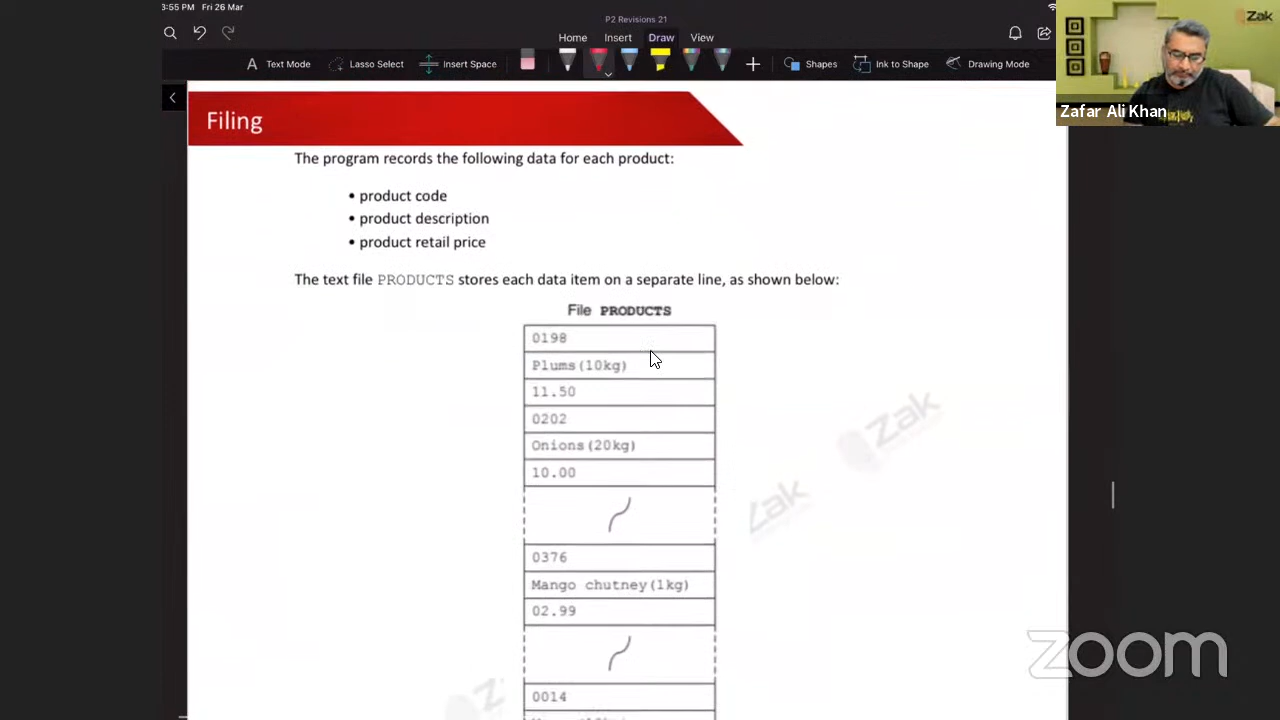 3:55 PM Fri 26 Mar
P2 Revisions 21
Home Insert Draw View
Text Mode Lasso Select Insert Space Shapes Ink to Shape Drawing Mode
Zak
Zafar Ali Khan
Filing
The program records the following data for each product:
• product code
• product description
• product retail price
The text file PRODUCTS stores each data item on a separate line, as shown below:
File PRODUCTS
0198
Plums(10kg)
11.50
0202
Onions(20kg)
10.00
0376
Mango chutney(1kg)
02.99
0014
Zak
Zak
zoom